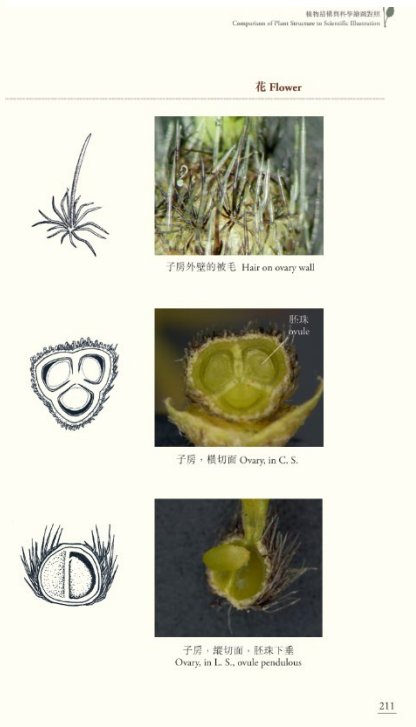 植物結構與科學繪圖對照
Comparison of Plant Structure to Scientific Illustration
花 Flower
子房外壁的被毛 Hair on ovary wall
胚珠
ovule
子房，橫切面 Ovary, in C. S.
子房，縱切面，胚珠下垂
Ovary, in L. S., ovule pendulous
211